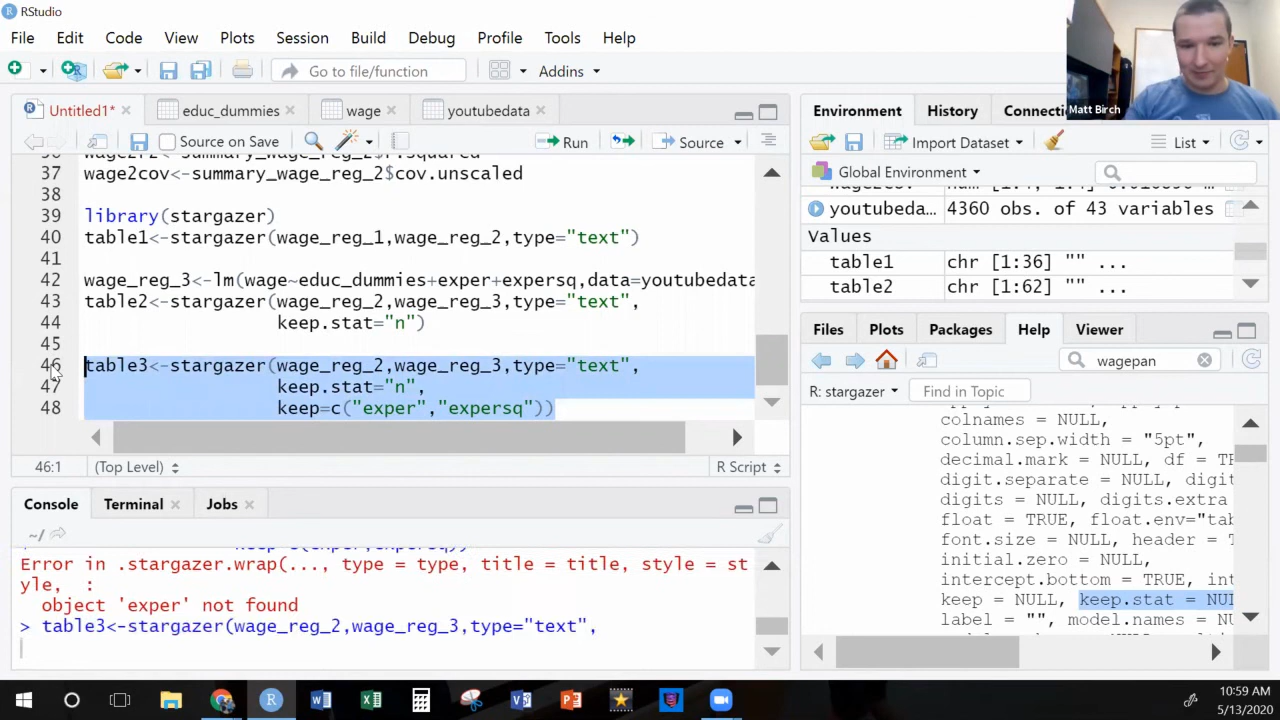 RStudio
File Edit Code View Plots Session Build Debug Profile Tools Help
Go to file/function Addins
Matt Birch
Untitled1* educ_dummies wage youtubedata
Source on Save Run Source
37 wage2cov<-summary_wage_reg_2$cov.unscaled
38
39 library(stargazer)
40 table1<-stargazer(wage_reg_1,wage_reg_2,type="text")
41
42 wage_reg_3<-lm(wage~educ_dummies+exper+expersq,data=youtubedata
43 table2<-stargazer(wage_reg_2,wage_reg_3,type="text",
44 keep.stat="n")
45
46 table3<-stargazer(wage_reg_2,wage_reg_3,type="text",
47 keep.stat="n",
48 keep=c("exper","expersq"))
46:1 (Top Level) R Script
Console Terminal Jobs
~/
Error in .stargazer.wrap(..., type = type, title = title, style = st
yle, :
object 'exper' not found
> table3<-stargazer(wage_reg_2,wage_reg_3,type="text",
Environment History Connecti
Import Dataset List
Global Environment
youtubeda... 4360 obs. of 43 variables
Values
table1 chr [1:36] "" ...
table2 chr [1:62] "" ...
Files Plots Packages Help Viewer
wagepan
R: stargazer Find in Topic
colnames = NULL,
column.sep.width = "5pt",
decimal.mark = NULL, df = TR
digit.separate = NULL, digit
digits = NULL, digits.extra
float = TRUE, float.env="tab
font.size = NULL, header = T
initial.zero = NULL,
intercept.bottom = TRUE, int
keep = NULL, keep.stat = NUL
label = "", model.names = NU
10:59 AM
5/13/2020